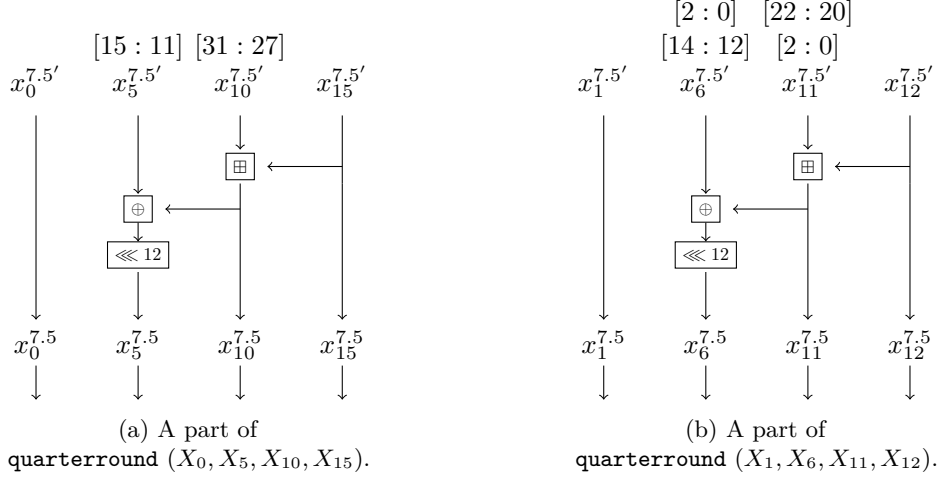 [2 : 0] [22 : 20]
[15 : 11] [31 : 27] [14 : 12] [2 : 0]
x_0^{7.5'} x_5^{7.5'} x_{10}^{7.5'} x_{15}^{7.5'} x_1^{7.5'} x_6^{7.5'} x_{11}^{7.5'} x_{12}^{7.5'}
⊞ ⊞
⊕ ⊕
⋘ 12 ⋘ 12
x_0^{7.5} x_5^{7.5} x_{10}^{7.5} x_{15}^{7.5} x_1^{7.5} x_6^{7.5} x_{11}^{7.5} x_{12}^{7.5}
(a) A part of
quarterround (X_0, X_5, X_{10}, X_{15}).
(b) A part of
quarterround (X_1, X_6, X_{11}, X_{12}).